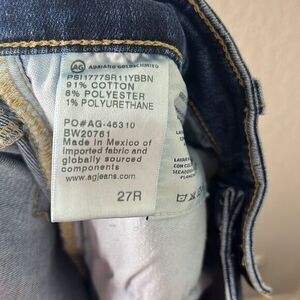 AG ADRIANO GOLDSCHMIED
PSI1777SR11YBBN
91% COTTON
8% POLYESTER
1% POLYURETHANE
PO#AG-46310
BW20761
Made in Mexico of
imported fabric and
globally sourced
components
www.agjeans.com
27R